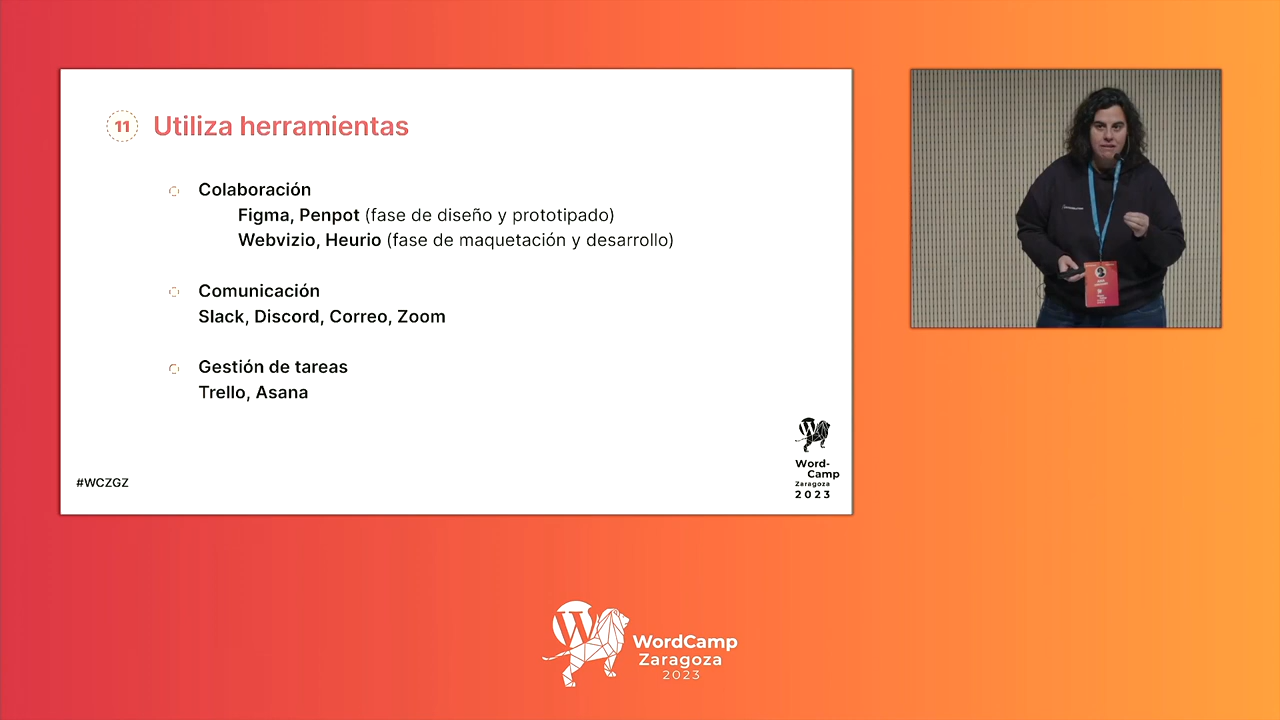 11 Utiliza herramientas
Colaboración
Figma, Penpot (fase de diseño y prototipado)
Webvizio, Heurio (fase de maquetación y desarrollo)
Comunicación
Slack, Discord, Correo, Zoom
Gestión de tareas
Trello, Asana
#WCZGZ
Word-
Camp
Zaragoza
2023
WordCamp
Zaragoza
2023